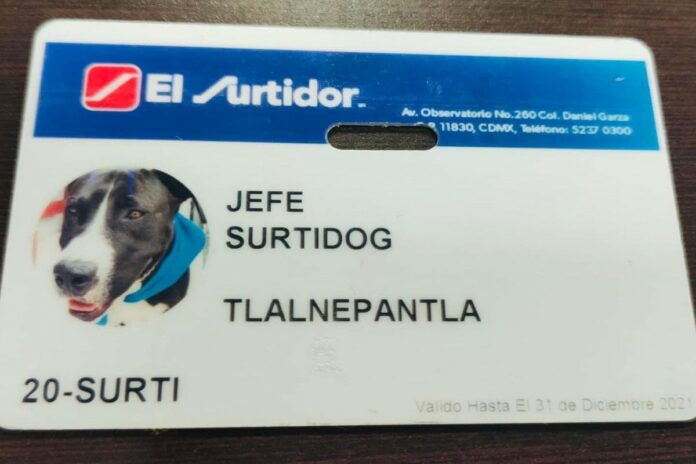 El Surtidor
Av. Observatorio No.260 Col. Daniel Garza
C.P. 11830, CDMX, Teléfono: 5237 0300
JEFE
SURTIDOG
TLALNEPANTLA
20-SURTI
Valido Hasta El 31 de Diciembre 2021